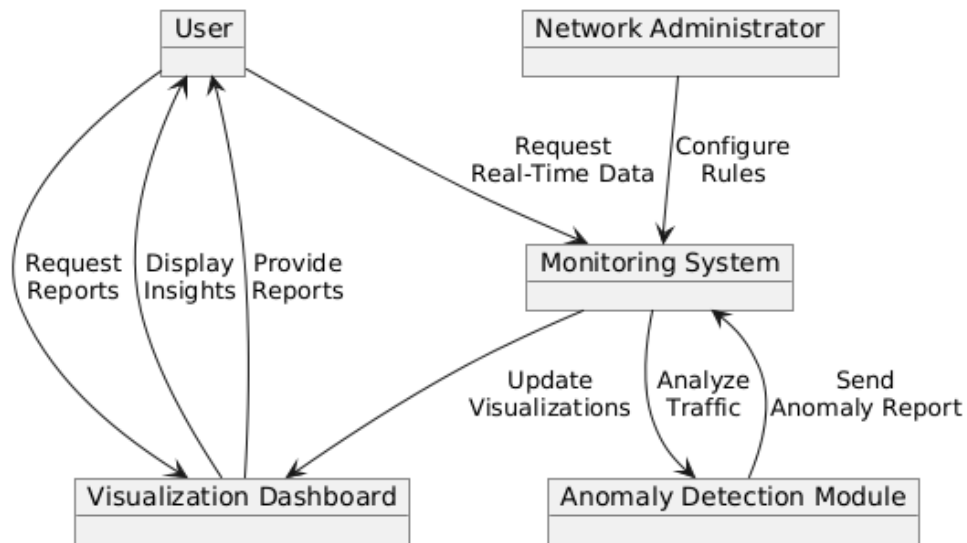 User
Network Administrator
Request
Real-Time Data
Configure
Rules
Request
Reports
Display
Insights
Provide
Reports
Monitoring System
Update
Visualizations
Analyze
Traffic
Send
Anomaly Report
Visualization Dashboard
Anomaly Detection Module